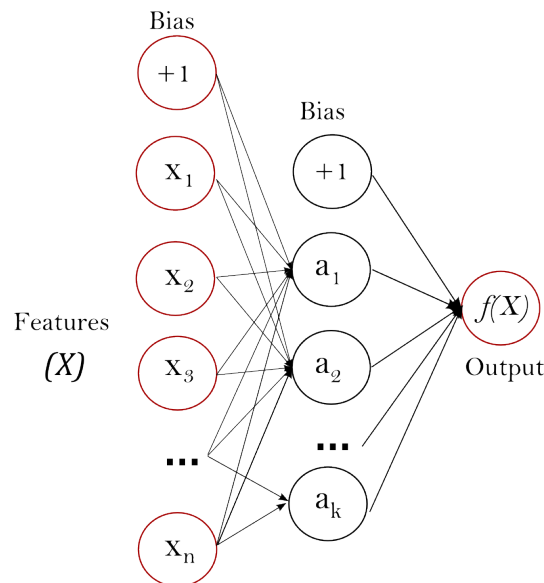 Bias
+1
x₁
x₂
x₃
...
xₙ
Features
(X)
Bias
+1
a₁
a₂
...
aₖ
f(X)
Output